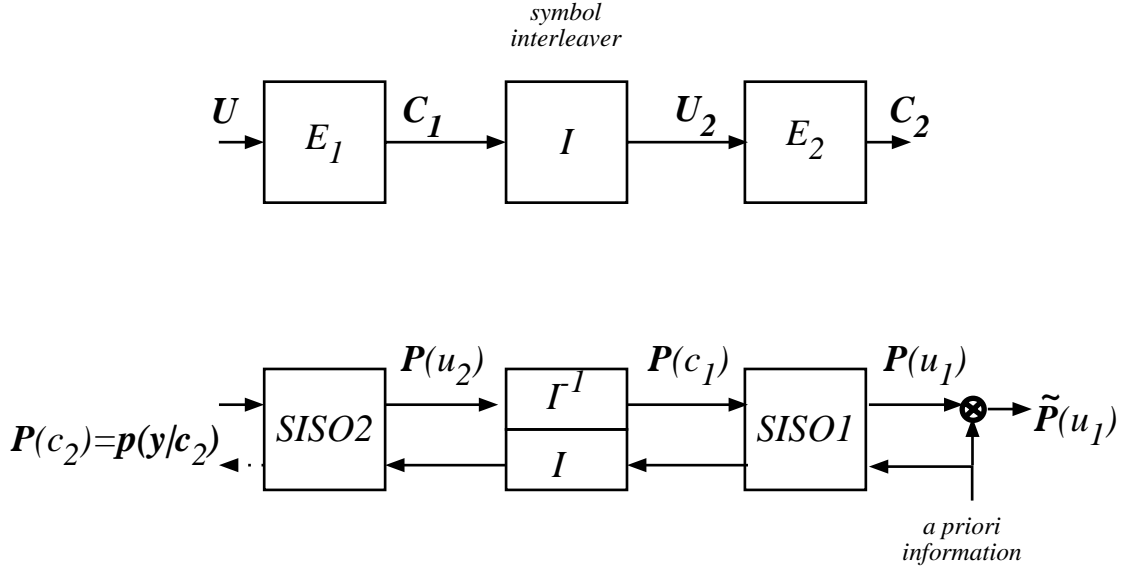 symbol
interleaver
U
E1
C1
I
U2
E2
C2
P(u2)
P(c1)
P(u1)
SISO2
I-1
I
SISO1
P(c2)=p(y/c2)
P̃(u1)
a priori
information